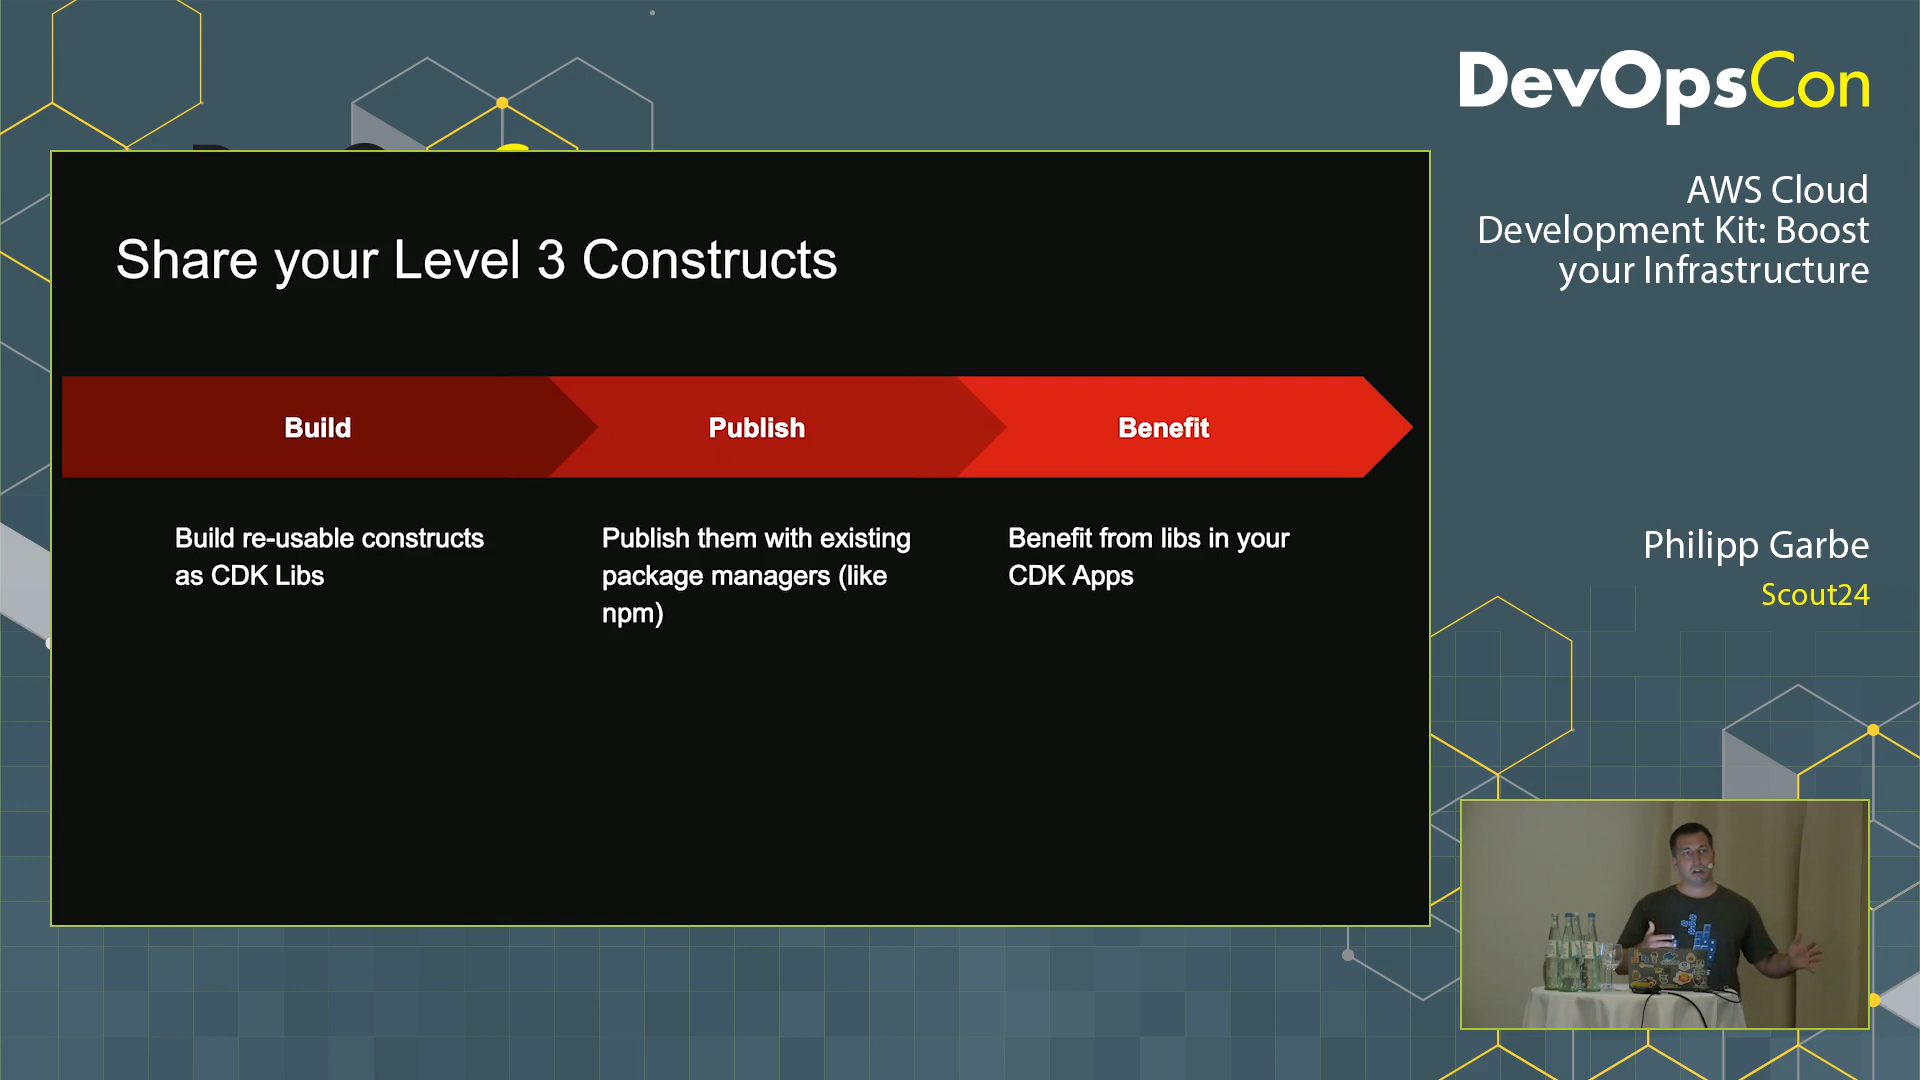 DevOpsCon
AWS Cloud
Development Kit: Boost
your Infrastructure
Share your Level 3 Constructs
Build
Publish
Benefit
Build re-usable constructs
as CDK Libs
Publish them with existing
package managers (like
npm)
Benefit from libs in your
CDK Apps
Philipp Garbe
Scout24